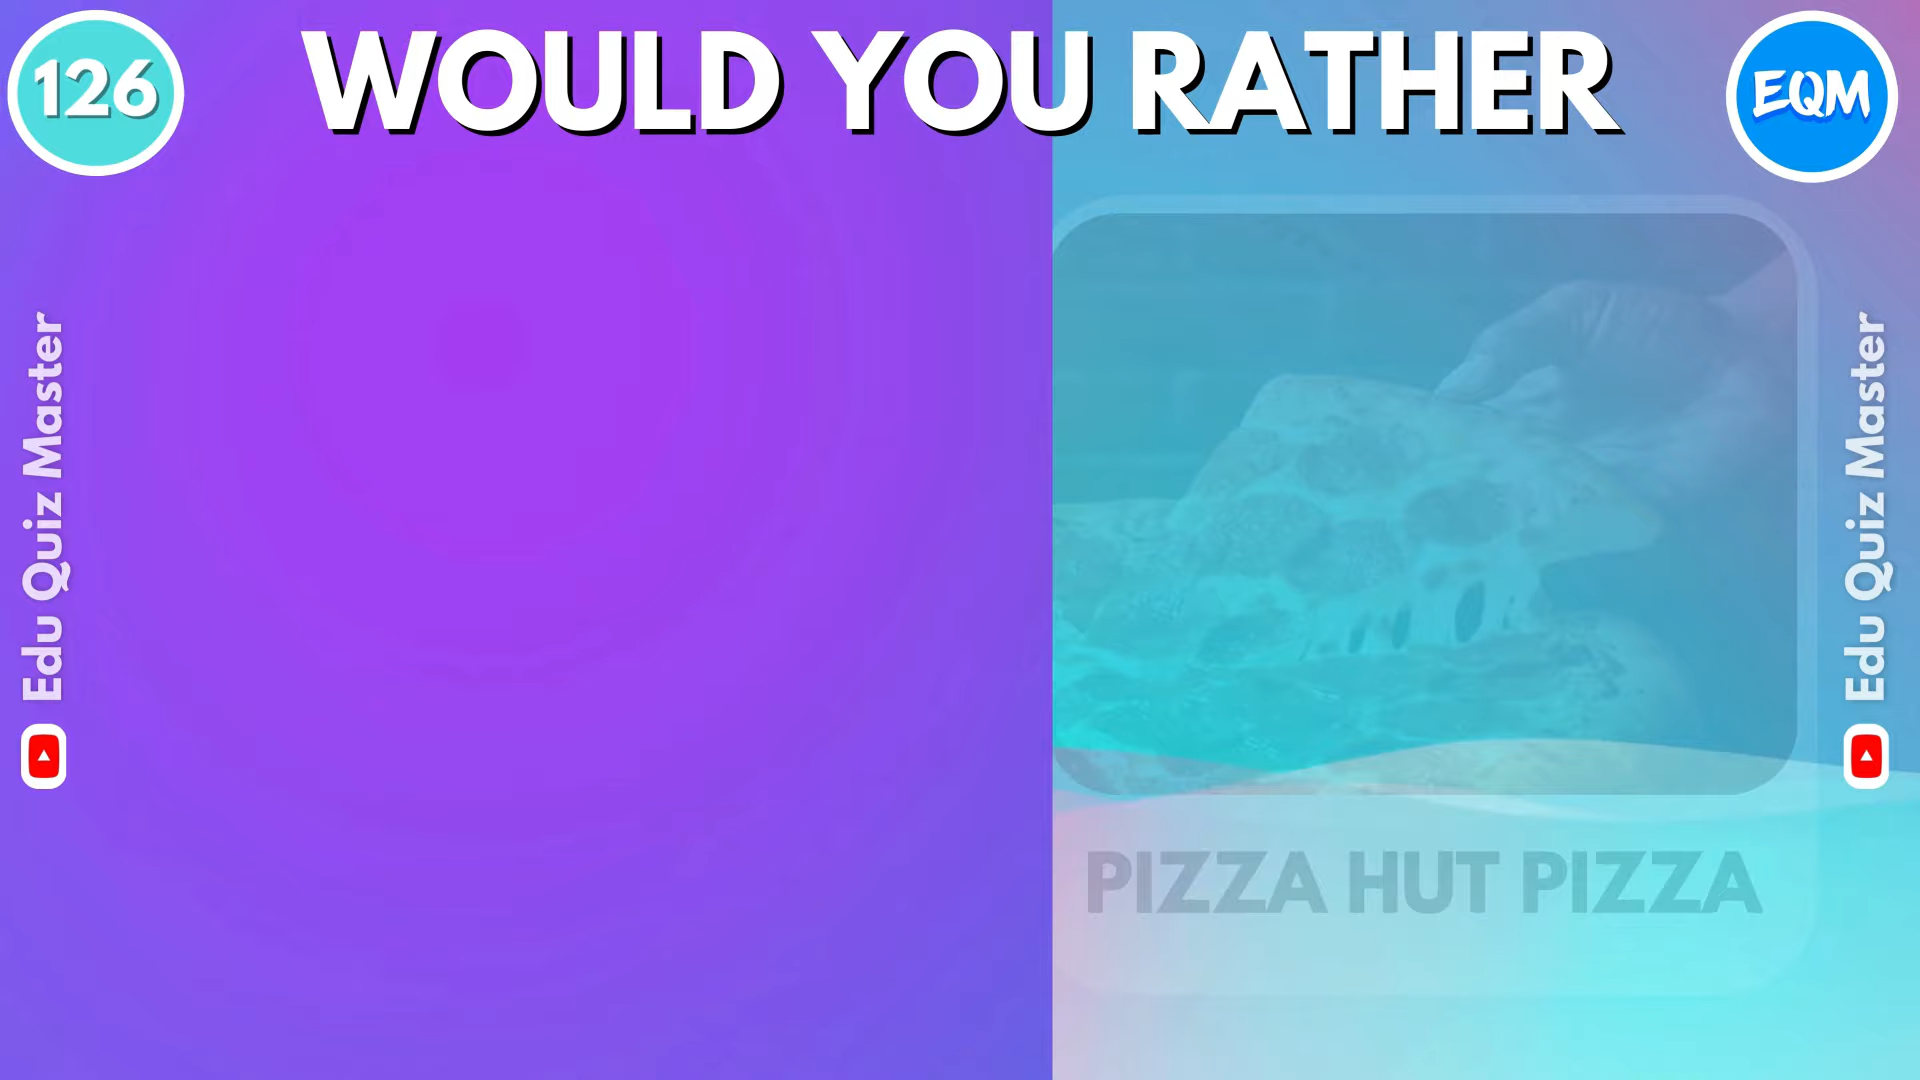 126
WOULD YOU RATHER
EQM
Edu Quiz Master
Edu Quiz Master
PIZZA HUT PIZZA